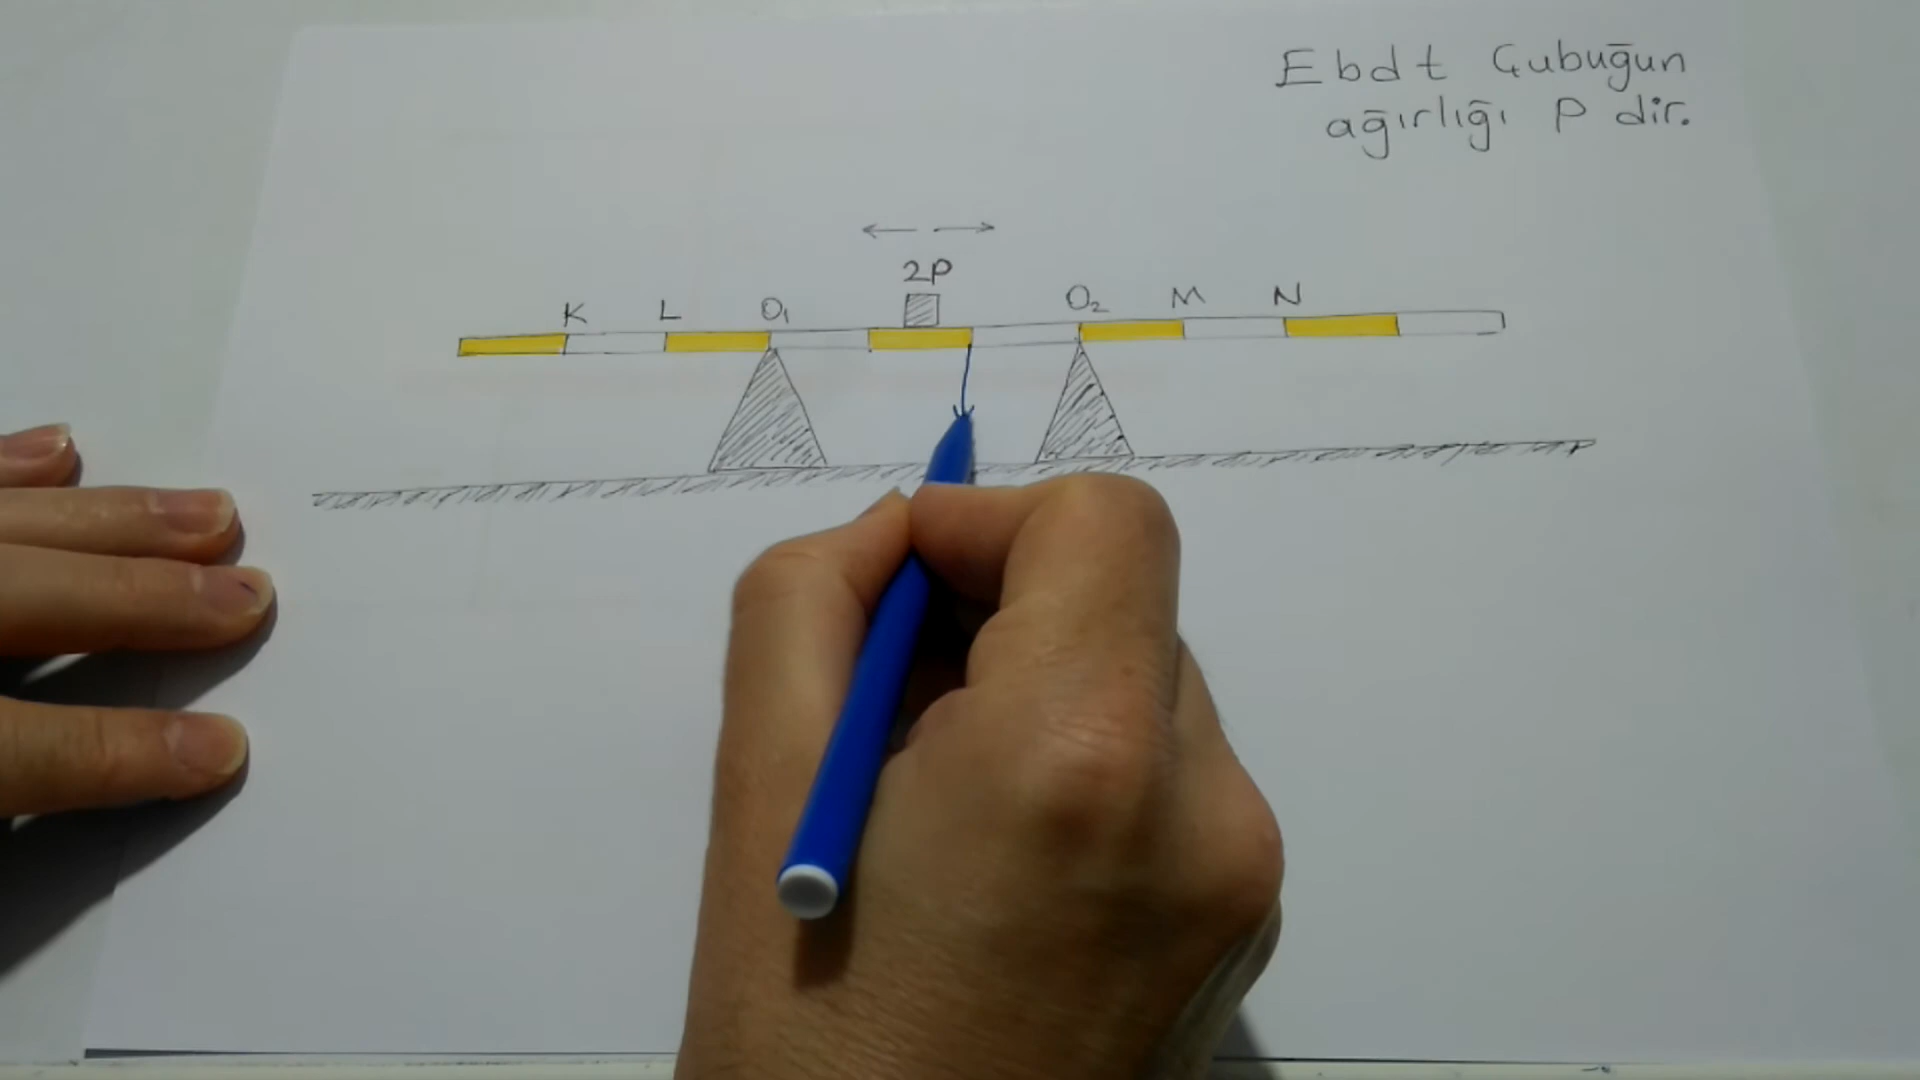 Ebdt Çubuğun
ağırlığı P dir.
2P
K L O₁ O₂ M N